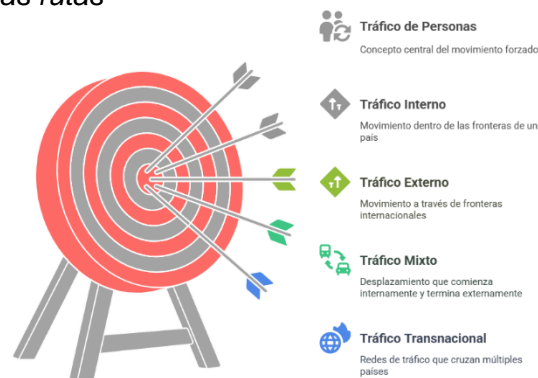 rutas
Tráfico de Personas
Concepto central del movimiento forzado
Tráfico Interno
Movimiento dentro de las fronteras de un
país
Tráfico Externo
Movimiento a través de fronteras
internacionales
Tráfico Mixto
Desplazamiento que comienza
internamente y termina externamente
Tráfico Transnacional
Redes de tráfico que cruzan múltiples
países